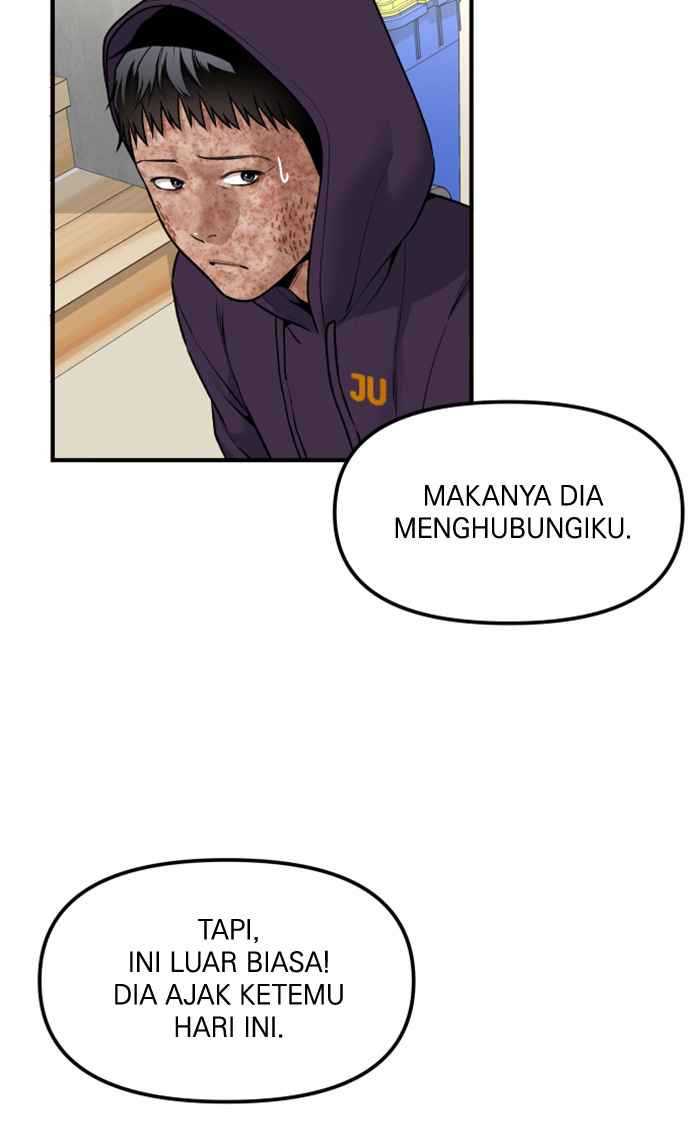 JU
MAKANYA DIA
MENGHUBUNGIKU.
TAPI,
INI LUAR BIASA!
DIA AJAK KETEMU
HARI INI.